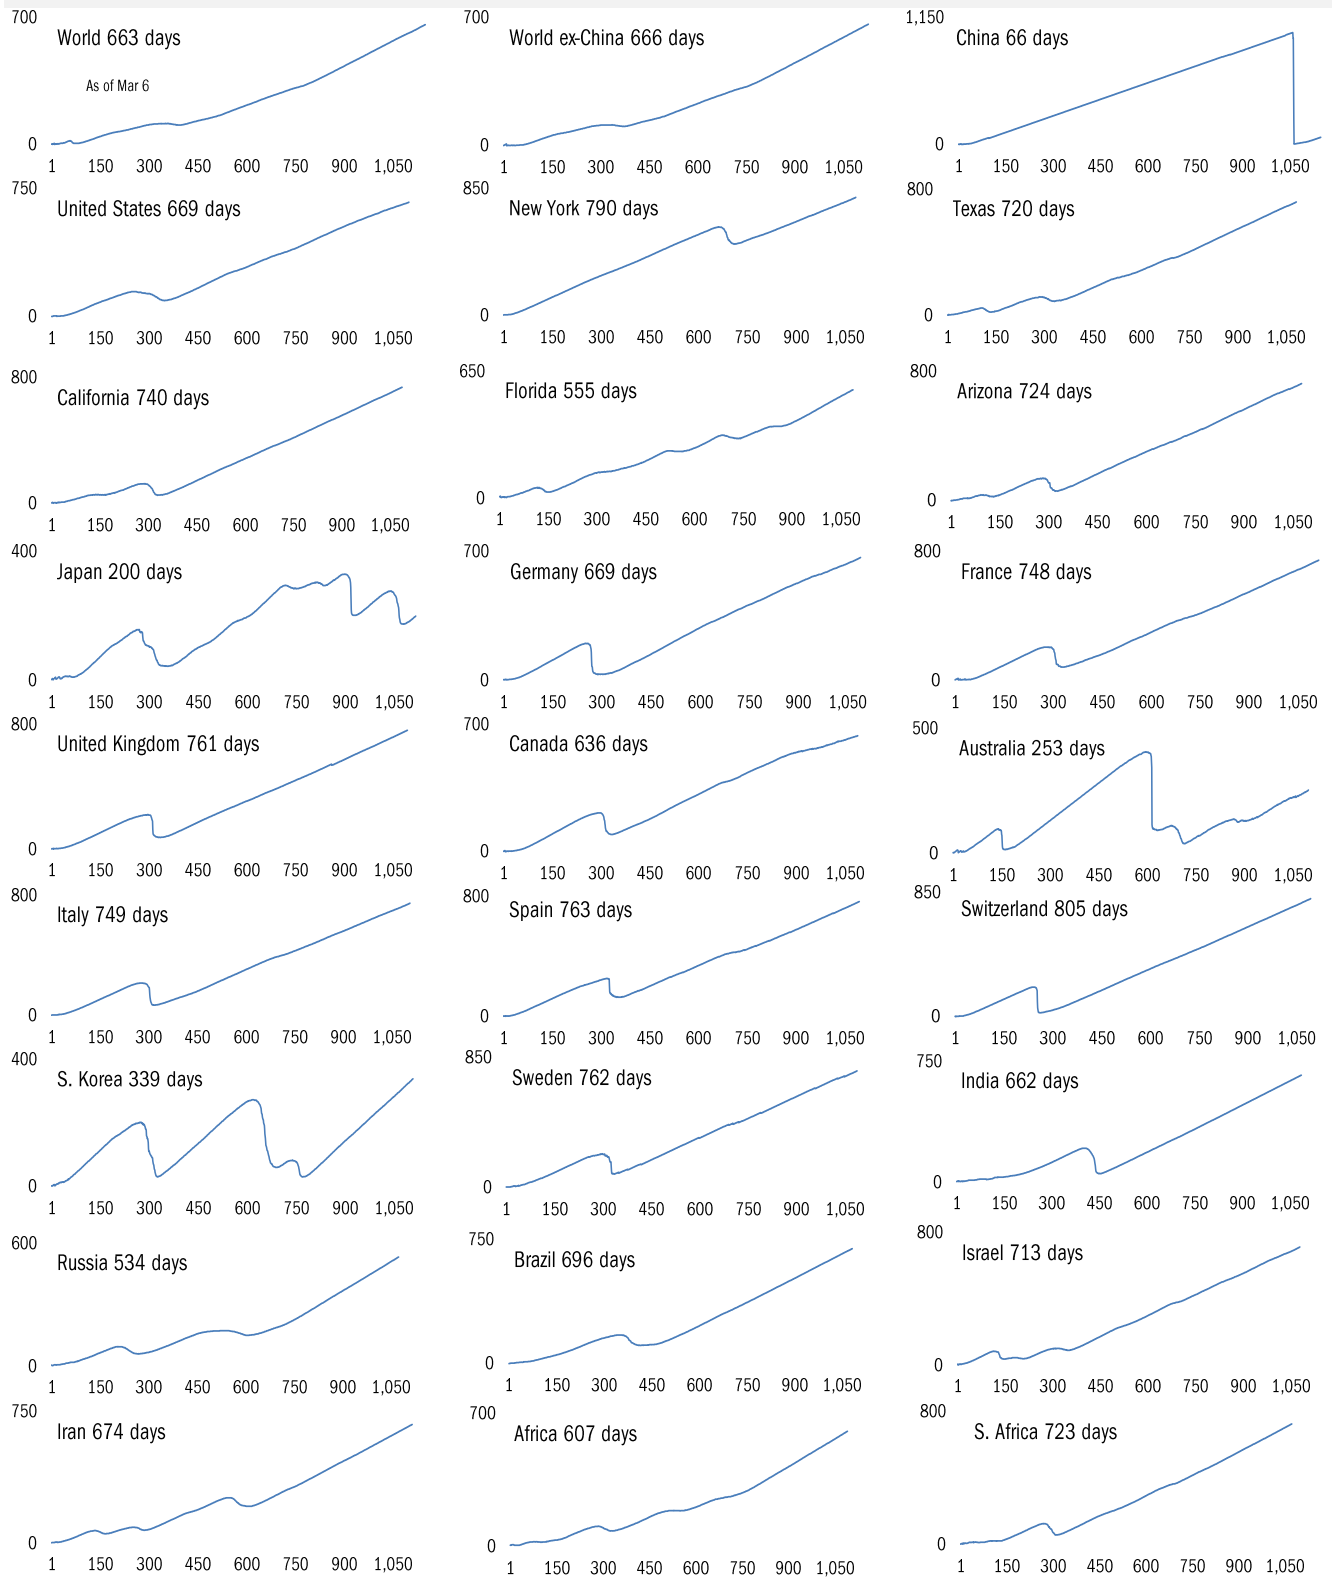 700
World 663 days
As of Mar 6
0
1 150 300 450 600 750 900 1,050
700
World ex-China 666 days
0
1 150 300 450 600 750 900 1,050
1,150
China 66 days
0
1 150 300 450 600 750 900 1,050
750
United States 669 days
0
1 150 300 450 600 750 900 1,050
850
New York 790 days
0
1 150 300 450 600 750 900 1,050
800
Texas 720 days
0
1 150 300 450 600 750 900 1,050
800
California 740 days
0
1 150 300 450 600 750 900 1,050
650
Florida 555 days
0
1 150 300 450 600 750 900 1,050
800
Arizona 724 days
0
1 150 300 450 600 750 900 1,050
400
Japan 200 days
0
1 150 300 450 600 750 900 1,050
700
Germany 669 days
0
1 150 300 450 600 750 900 1,050
800
France 748 days
0
1 150 300 450 600 750 900 1,050
800
United Kingdom 761 days
0
1 150 300 450 600 750 900 1,050
700
Canada 636 days
0
1 150 300 450 600 750 900 1,050
500
Australia 253 days
0
1 150 300 450 600 750 900 1,050
800
Italy 749 days
0
1 150 300 450 600 750 900 1,050
800
Spain 763 days
0
1 150 300 450 600 750 900 1,050
850
Switzerland 805 days
0
1 150 300 450 600 750 900 1,050
400
S. Korea 339 days
0
1 150 300 450 600 750 900 1,050
850
Sweden 762 days
0
1 150 300 450 600 750 900 1,050
750
India 662 days
0
1 150 300 450 600 750 900 1,050
600
Russia 534 days
0
1 150 300 450 600 750 900 1,050
750
Brazil 696 days
0
1 150 300 450 600 750 900 1,050
800
Israel 713 days
0
1 150 300 450 600 750 900 1,050
750
Iran 674 days
0
1 150 300 450 600 750 900 1,050
700
Africa 607 days
0
1 150 300 450 600 750 900 1,050
800
S. Africa 723 days
0
1 150 300 450 600 750 900 1,050